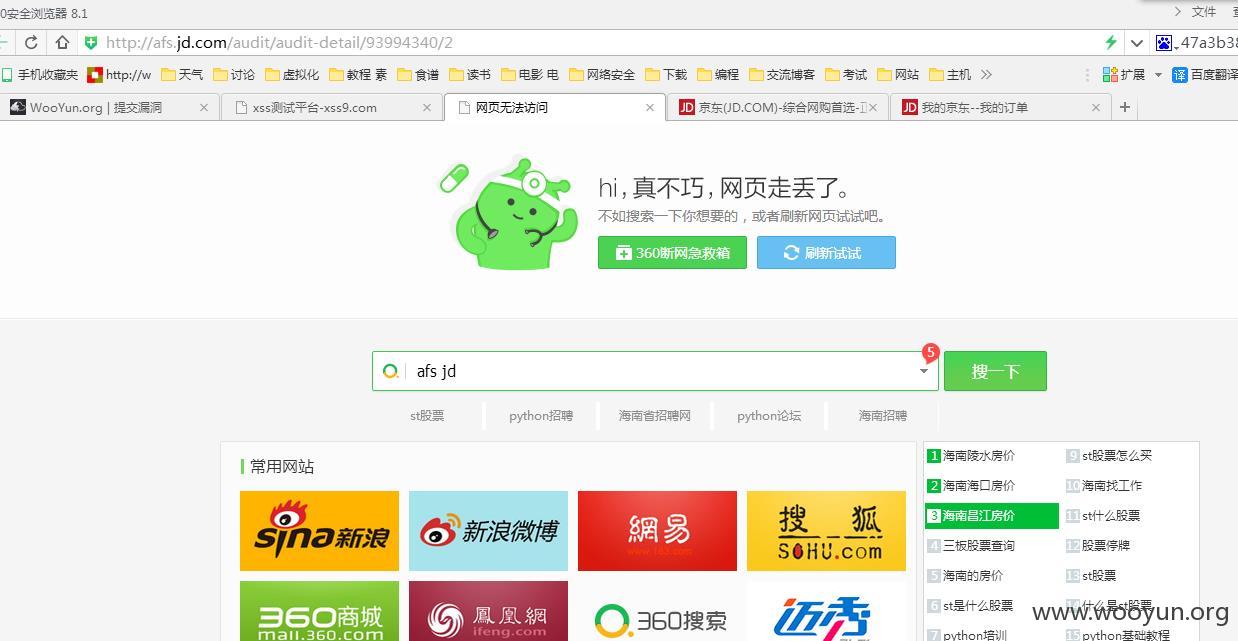 0安全浏览器 8.1
文件
http://afs.jd.com/audit/audit-detail/93994340/2
47a3b38
手机收藏夹 http://w 天气 讨论 虚拟化 教程 素 食谱 读书 电影 电 网络安全 下载 编程 交流博客 考试 网站 主机 扩展 译 百度翻译
WooYun.org | 提交漏洞
xss测试平台-xss9.com
网页无法访问
JD 京东(JD.COM)-综合网购首选-正
JD 我的京东--我的订单
hi,真不巧,网页走丢了。
不如搜索一下你想要的，或者刷新网页试试吧。
360断网急救箱
刷新试试
afs jd
5
搜一下
st股票 python招聘 海南省招聘网 python论坛 海南招聘
常用网站
sina新浪
新浪微博
網易
www.163.com
搜狐
SOHU.com
360商城
mall.360.com
鳳凰網
ifeng.com
360搜索
1 海南陵水房价
2 海南海口房价
3 海南昌江房价
4 三板股票查询
5 海南的房价
6 st是什么股票
7 python培训
9 st股票怎么买
10 海南找工作
11 st什么股票
12 股票停牌
13 st股票
什么是st股票
15 python基础教程
www.wooyun.org